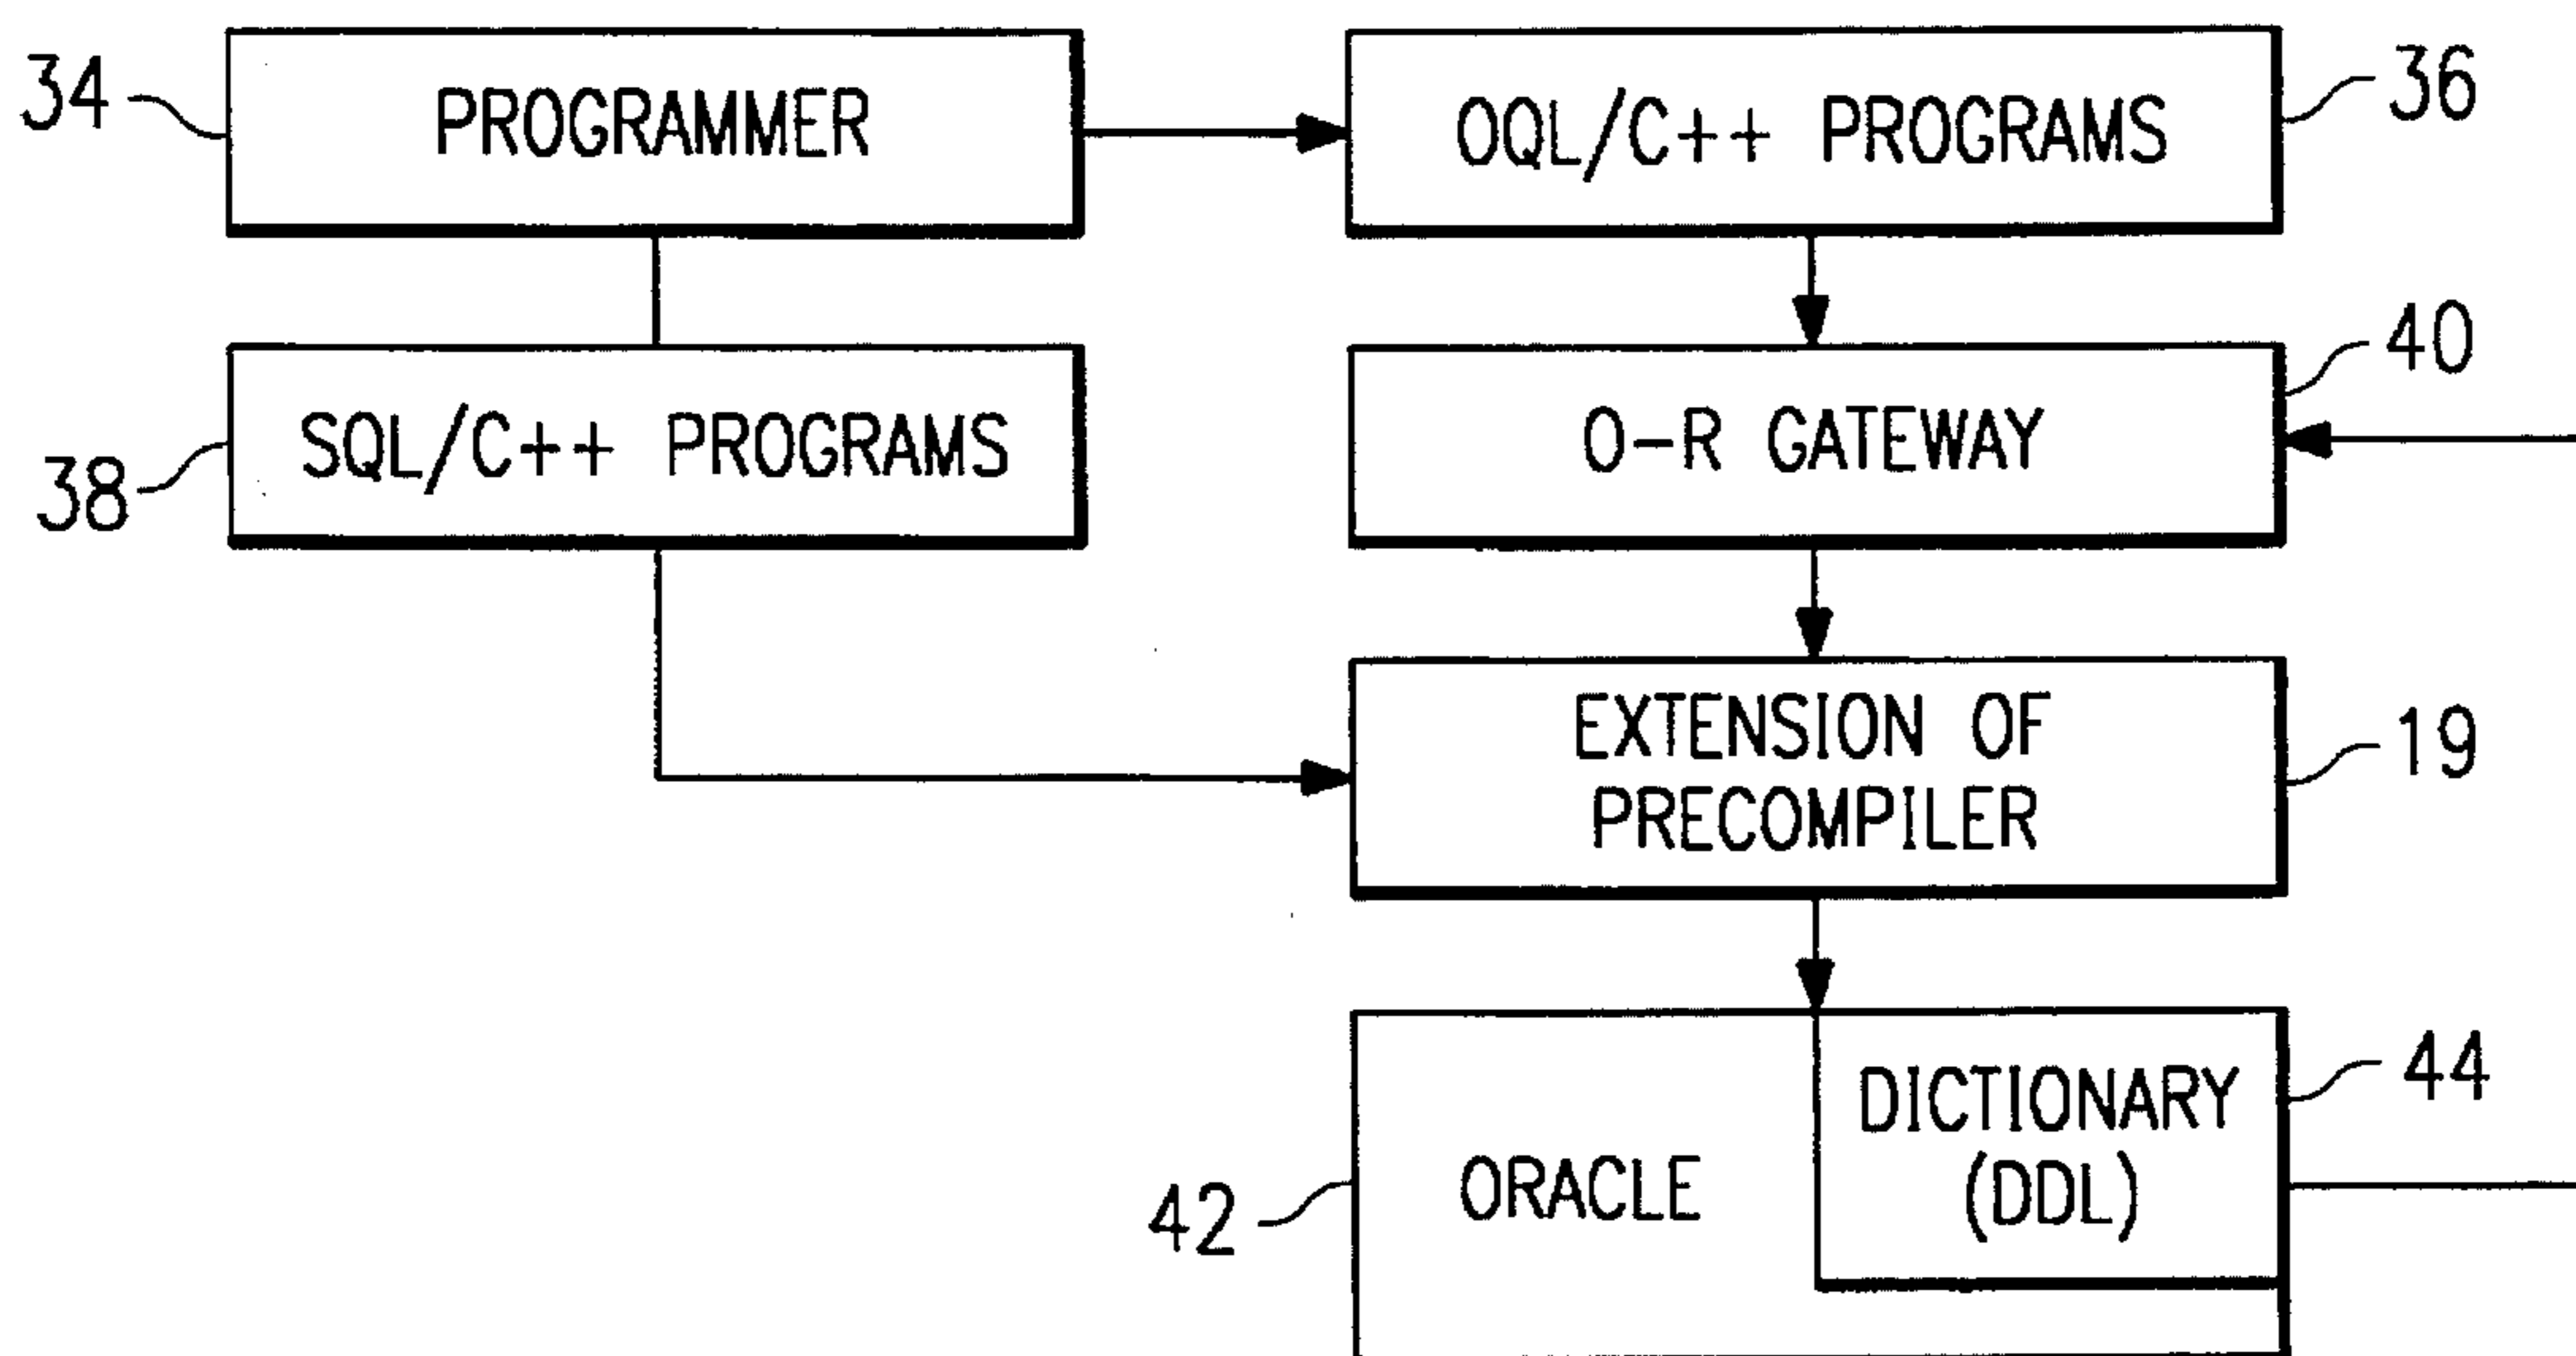 34
PROGRAMMER
OQL/C++ PROGRAMS
36
38
SQL/C++ PROGRAMS
O-R GATEWAY
40
EXTENSION OF
PRECOMPILER
19
42
ORACLE
DICTIONARY
(DDL)
44